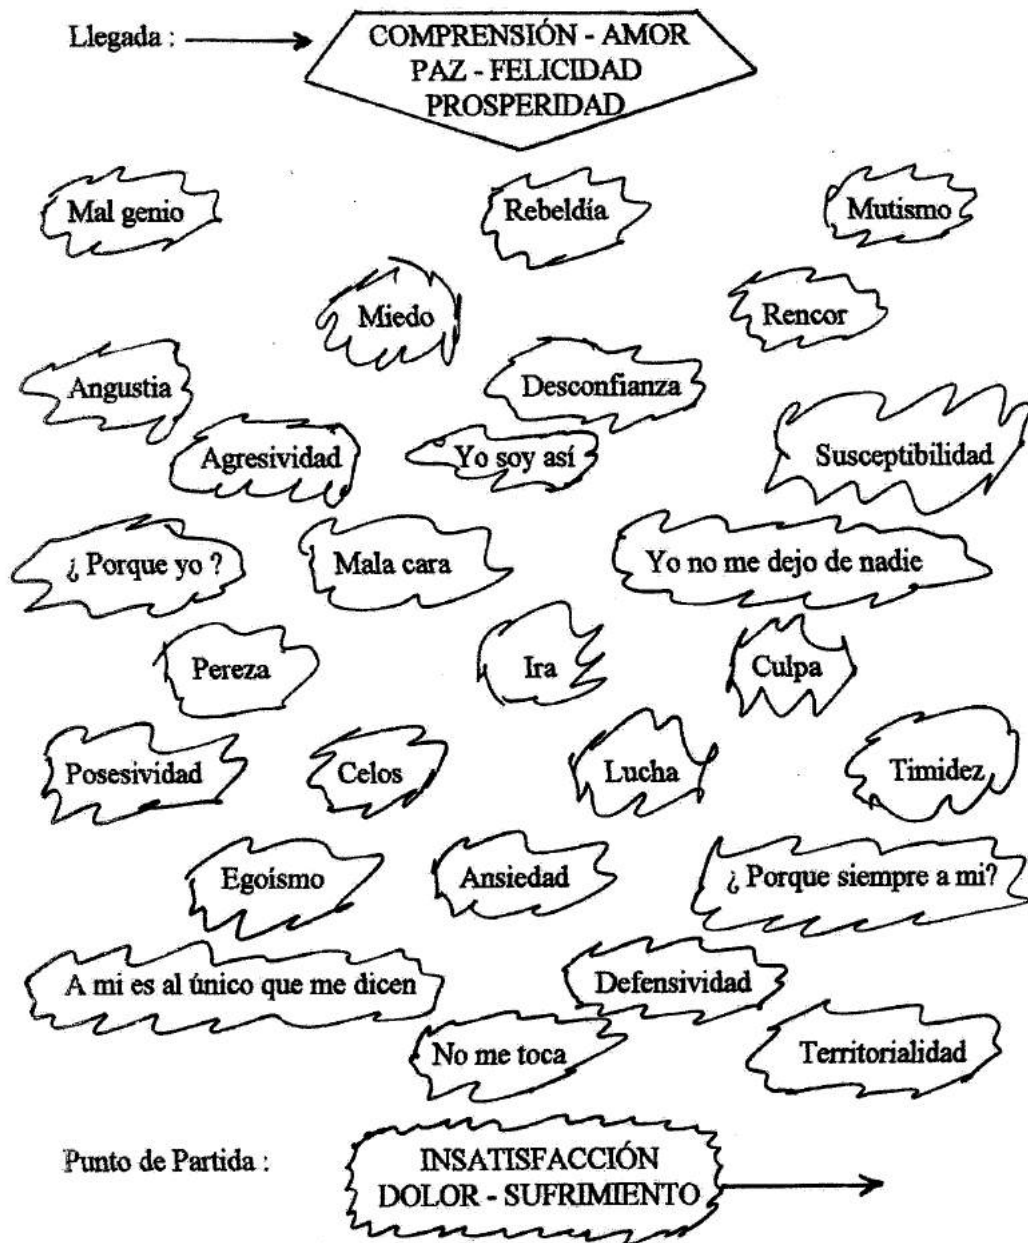 Llegada :
COMPRENSIÓN - AMOR
PAZ - FELICIDAD
PROSPERIDAD
Mal genio
Rebeldía
Mutismo
Miedo
Rencor
Angustia
Desconfianza
Agresividad
Yo soy así
Susceptibilidad
¿ Porque yo ?
Mala cara
Yo no me dejo de nadie
Pereza
Ira
Culpa
Posesividad
Celos
Lucha
Timidez
Egoísmo
Ansiedad
¿ Porque siempre a mi?
A mi es al único que me dicen
Defensividad
No me toca
Territorialidad
Punto de Partida :
INSATISFACCIÓN
DOLOR - SUFRIMIENTO